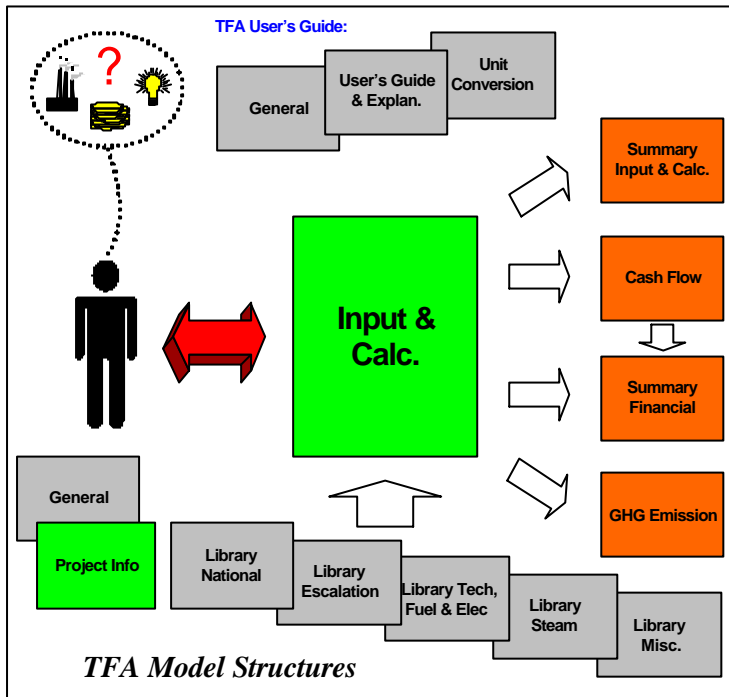 TFA User's Guide:
?
General
User's Guide
& Explan.
Unit
Conversion
Summary
Input & Calc.
Cash Flow
Input &
Calc.
Summary
Financial
GHG Emission
General
Project Info
Library
National
Library
Escalation
Library Tech,
Fuel & Elec
Library
Steam
Library
Misc.
TFA Model Structures